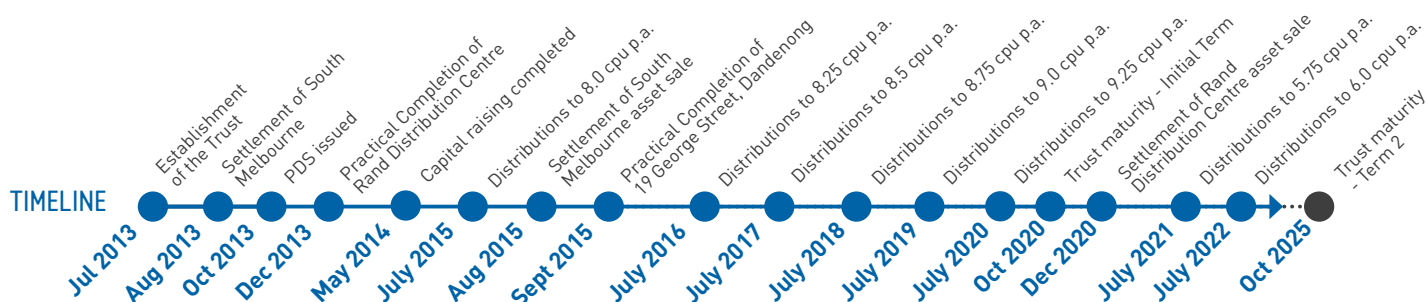 TIMELINE
Establishment
of the Trust
Jul 2013
Settlement of South
Melbourne
Aug 2013
PDS issued
Oct 2013
Practical Completion of
Rand Distribution Centre
Dec 2013
Capital raising completed
May 2014
Distributions to 8.0 cpu p.a.
July 2015
Settlement of South
Melbourne asset sale
Aug 2015
Practical Completion of
19 George Street, Dandenong
Sept 2015
Distributions to 8.25 cpu p.a.
July 2016
Distributions to 8.5 cpu p.a.
July 2017
Distributions to 8.75 cpu p.a.
July 2018
Distributions to 9.0 cpu p.a.
July 2019
Distributions to 9.25 cpu p.a.
July 2020
Trust maturity - Initial Term
Oct 2020
Settlement of Rand
Distribution Centre asset sale
Dec 2020
Distributions to 5.75 cpu p.a.
July 2021
Distributions to 6.0 cpu p.a.
July 2022
Trust maturity
- Term 2
Oct 2025